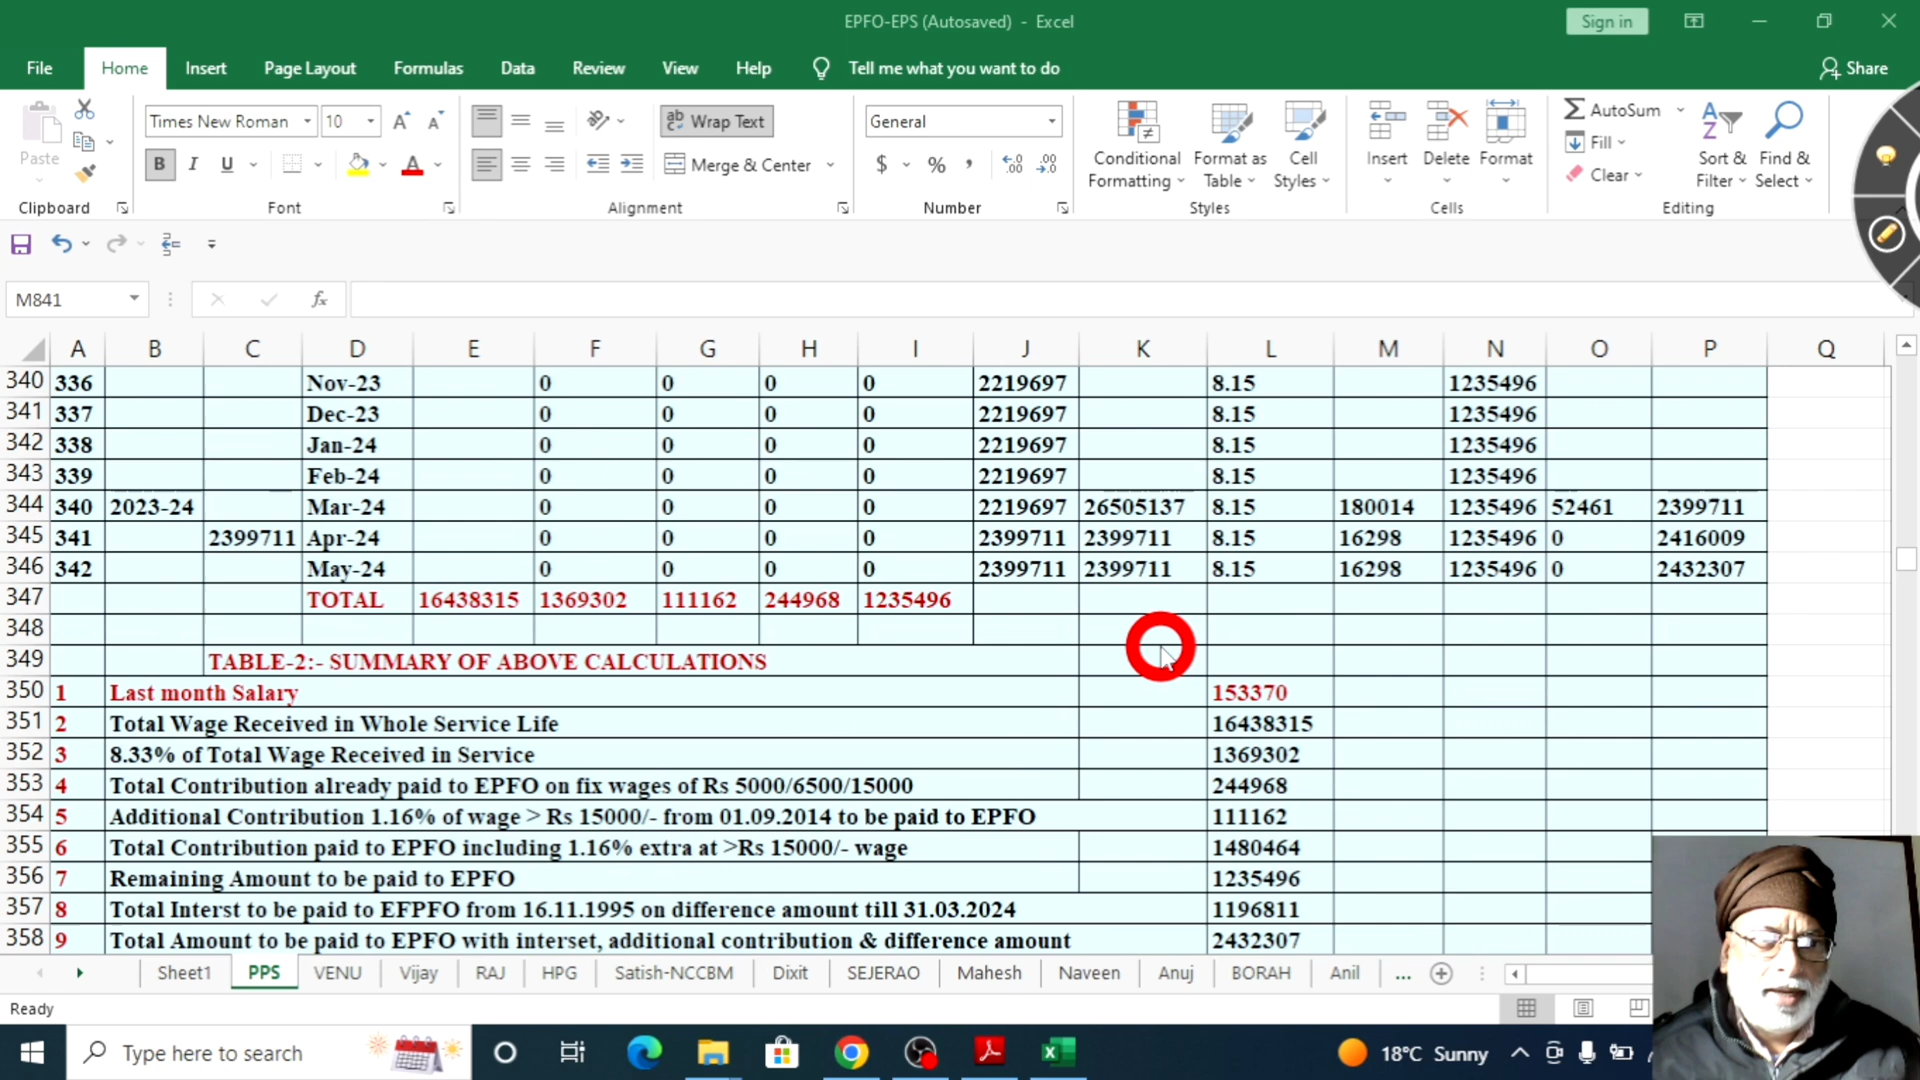 EPFO-EPS (Autosaved) - Excel
Sign in
File Home Insert Page Layout Formulas Data Review View Help Tell me what you want to do Share
Paste
Times New Roman 10
B I U
ab Wrap Text
Merge & Center
General
$ % ,
Conditional Formatting
Format as Table
Cell Styles
Insert Delete Format
AutoSum
Fill
Clear
Sort & Filter
Find & Select
Clipboard Font Alignment Number Styles Cells Editing
M841 fx
A B C D E F G H I J K L M N O P Q
340 336 Nov-23 0 0 0 0 2219697 8.15 1235496
341 337 Dec-23 0 0 0 0 2219697 8.15 1235496
342 338 Jan-24 0 0 0 0 2219697 8.15 1235496
343 339 Feb-24 0 0 0 0 2219697 8.15 1235496
344 340 2023-24 Mar-24 0 0 0 0 2219697 26505137 8.15 180014 1235496 52461 2399711
345 341 2399711 Apr-24 0 0 0 0 2399711 2399711 8.15 16298 1235496 0 2416009
346 342 May-24 0 0 0 0 2399711 2399711 8.15 16298 1235496 0 2432307
347 TOTAL 16438315 1369302 111162 244968 1235496
348
349 TABLE-2:- SUMMARY OF ABOVE CALCULATIONS
350 1 Last month Salary 153370
351 2 Total Wage Received in Whole Service Life 16438315
352 3 8.33% of Total Wage Received in Service 1369302
353 4 Total Contribution already paid to EPFO on fix wages of Rs 5000/6500/15000 244968
354 5 Additional Contribution 1.16% of wage > Rs 15000/- from 01.09.2014 to be paid to EPFO 111162
355 6 Total Contribution paid to EPFO including 1.16% extra at >Rs 15000/- wage 1480464
356 7 Remaining Amount to be paid to EPFO 1235496
357 8 Total Interst to be paid to EFPFO from 16.11.1995 on difference amount till 31.03.2024 1196811
358 9 Total Amount to be paid to EPFO with interset, additional contribution & difference amount 2432307
Sheet1 PPS VENU Vijay RAJ HPG Satish-NCCBM Dixit SEJERAO Mahesh Naveen Anuj BORAH Anil ...
Ready
Type here to search
18°C Sunny